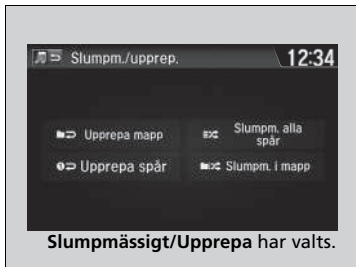 Slumpm./upprep.
12:34
Upprepa mapp
Slumpm. alla
spår
Upprepa spår
Slumpm. i mapp
Slumpmässigt/Upprepa har valts.